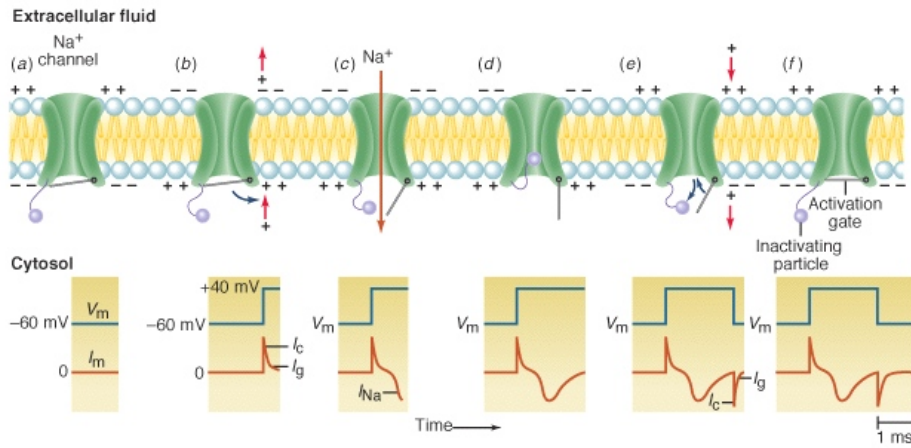 Extracellular fluid
Na+
channel
(a)
(b)
(c)
Na+
(d)
(e)
(f)
+ +
+ +
– –
+
– –
– –
– –
– –
– –
+ +
+
+ +
+ +
+ +
– –
– –
+ +
+ +
+ +
+ +
+ +
+ +
– –
+
– –
– –
+
Activation
gate
Inactivating
particle
Cytosol
Vm
–60 mV
Im
0
+40 mV
–60 mV
Ic
Ig
0
Vm
INa
Vm
Vm
Ic
Ig
Vm
Time
1 ms